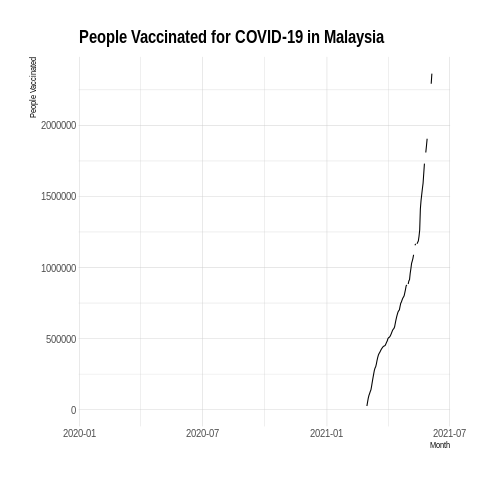 People Vaccinated for COVID-19 in Malaysia
People Vaccinated
2000000
1500000
1000000
500000
0
2020-01 2020-07 2021-01 2021-07
Month